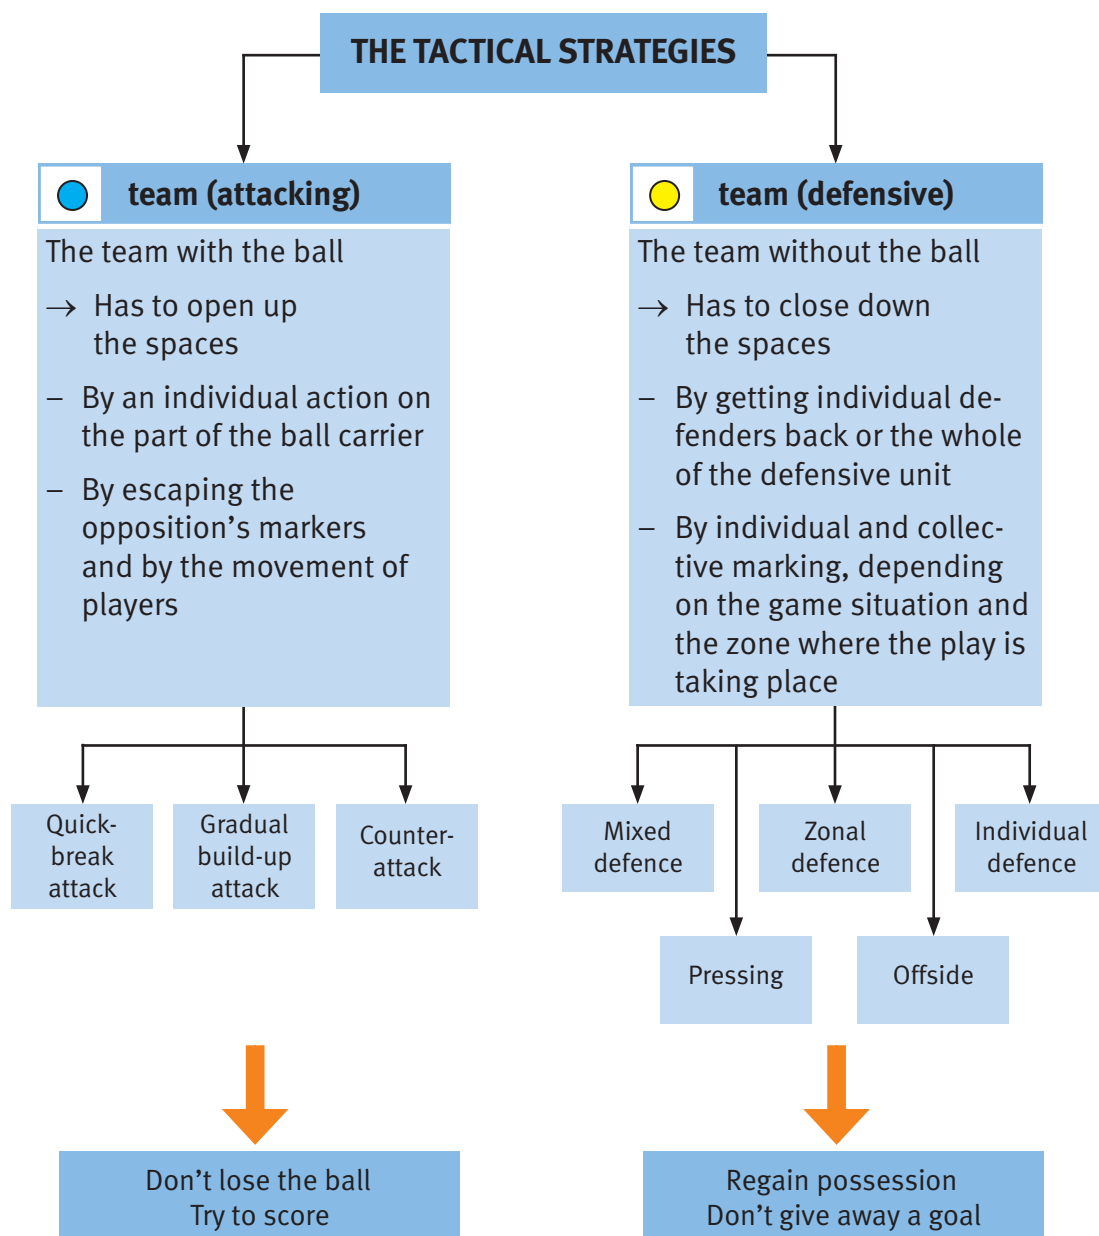 THE TACTICAL STRATEGIES
team (attacking)
The team with the ball
→ Has to open up
the spaces
– By an individual action on
the part of the ball carrier
– By escaping the
opposition’s markers
and by the movement of
players
team (defensive)
The team without the ball
→ Has to close down
the spaces
– By getting individual de-
fenders back or the whole
of the defensive unit
– By individual and collec-
tive marking, depending
on the game situation and
the zone where the play is
taking place
Quick-
break
attack
Gradual
build-up
attack
Counter-
attack
Mixed
defence
Zonal
defence
Individual
defence
Pressing
Offside
Don’t lose the ball
Try to score
Regain possession
Don’t give away a goal